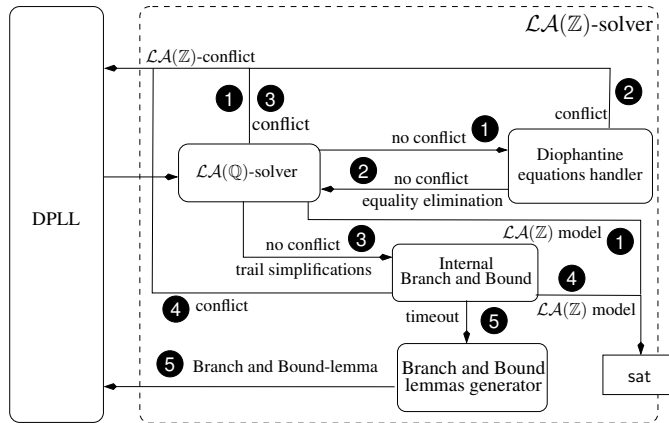 ℒ𝒜(ℤ)-solver
ℒ𝒜(ℤ)-conflict
1
3
2
conflict
conflict
no conflict
1
DPLL
ℒ𝒜(ℚ)-solver
2
no conflict
equality elimination
Diophantine
equations handler
no conflict
3
trail simplifications
ℒ𝒜(ℤ) model
1
Internal
Branch and Bound
4
4
conflict
ℒ𝒜(ℤ) model
timeout
5
5
Branch and Bound-lemma
Branch and Bound
lemmas generator
sat